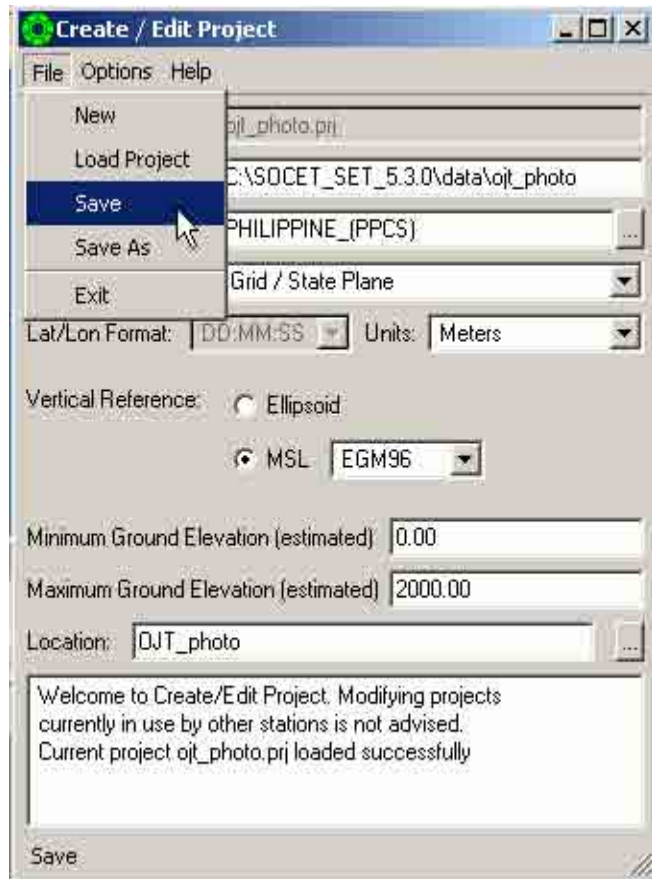 Create / Edit Project
File Options Help
New
ojt_photo.prj
Load Project
C:\SOCET_SET_5.3.0\data\ojt_photo
Save
PHILIPPINE_(PPCS)
...
Save As
Grid / State Plane
Exit
Lat/Lon Format: DD:MM:SS Units: Meters
Vertical Reference: Ellipsoid
MSL EGM96
Minimum Ground Elevation (estimated) 0.00
Maximum Ground Elevation (estimated) 2000.00
Location: OJT_photo ...
Welcome to Create/Edit Project. Modifying projects
currently in use by other stations is not advised.
Current project ojt_photo.prj loaded successfully
Save